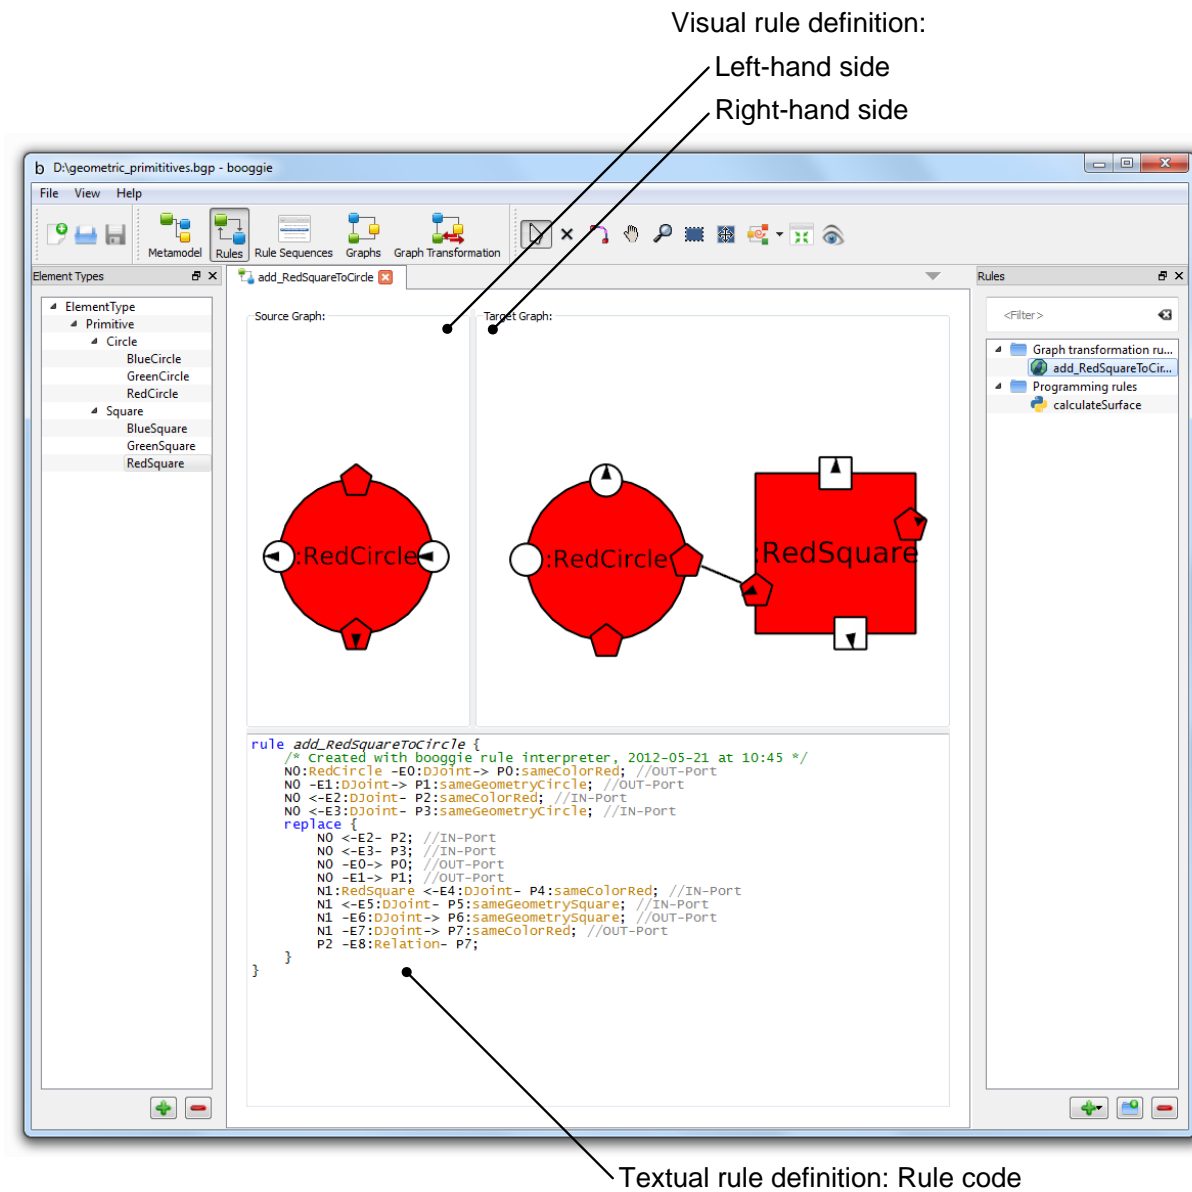 Visual rule definition:
Left-hand side
Right-hand side
b D:\geometric_primititives.bgp - booggie
File View Help
Metamodel Rules Rule Sequences Graphs Graph Transformation
Element Types
add_RedSquareToCircle
Rules
ElementType
Primitive
Circle
BlueCircle
GreenCircle
RedCircle
Square
BlueSquare
GreenSquare
RedSquare
Source Graph:
Target Graph:
<Filter>
Graph transformation ru...
add_RedSquareToCir...
Programming rules
calculateSurface
:RedCircle
:RedCircle
:RedSquare
rule add_RedSquareToCircle {
/* Created with booggie rule interpreter, 2012-05-21 at 10:45 */
N0:RedCircle -E0:DJoint-> P0:sameColorRed; //OUT-Port
N0 -E1:DJoint-> P1:sameGeometryCircle; //OUT-Port
N0 <-E2:DJoint- P2:sameColorRed; //IN-Port
N0 <-E3:DJoint- P3:sameGeometryCircle; //IN-Port
replace {
N0 <-E2- P2; //IN-Port
N0 <-E3- P3; //IN-Port
N0 -E0-> P0; //OUT-Port
N0 -E1-> P1; //OUT-Port
N1:RedSquare <-E4:DJoint- P4:sameColorRed; //IN-Port
N1 <-E5:DJoint- P5:sameGeometrySquare; //IN-Port
N1 -E6:DJoint-> P6:sameGeometrySquare; //OUT-Port
N1 -E7:DJoint-> P7:sameColorRed; //OUT-Port
P2 -E8:Relation- P7;
}
}
Textual rule definition: Rule code